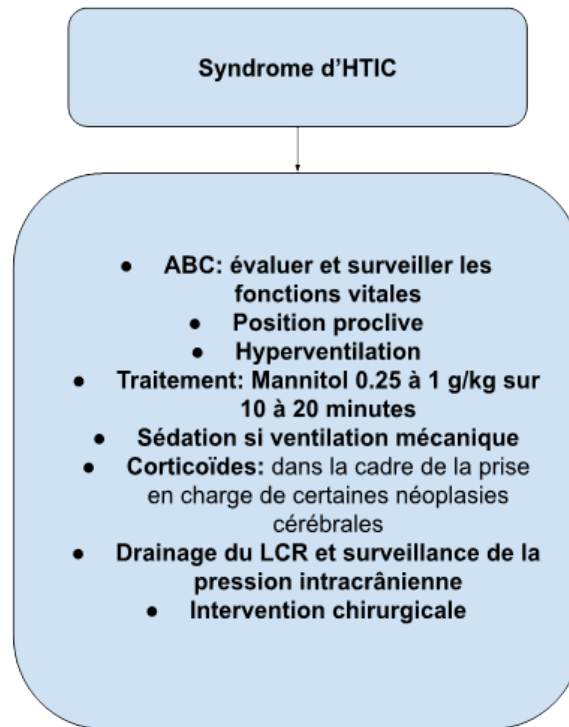 Syndrome d'HTIC
● ABC: évaluer et surveiller les
fonctions vitales
● Position proclive
● Hyperventilation
● Traitement: Mannitol 0.25 à 1 g/kg sur
10 à 20 minutes
● Sédation si ventilation mécanique
● Corticoïdes: dans la cadre de la prise
en charge de certaines néoplasies
cérébrales
● Drainage du LCR et surveillance de la
pression intracrânienne
● Intervention chirurgicale